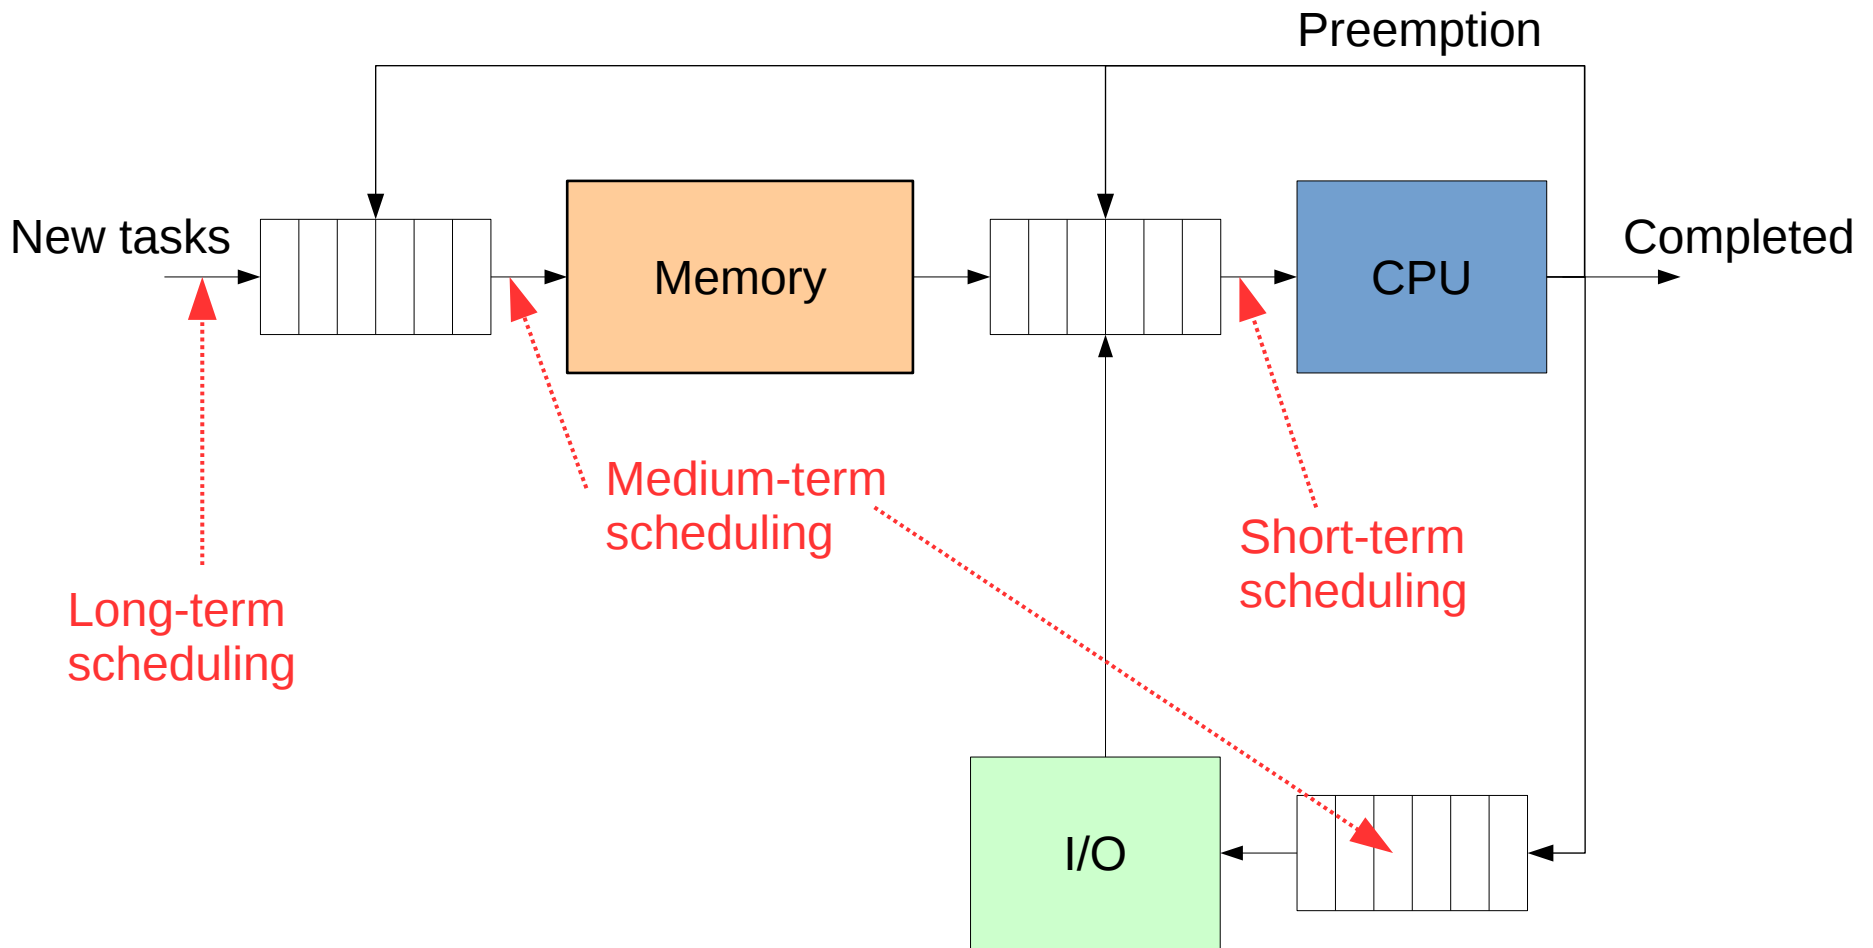 Preemption
New tasks
Memory
CPU
Completed
Medium-term
scheduling
Short-term
scheduling
Long-term
scheduling
I/O